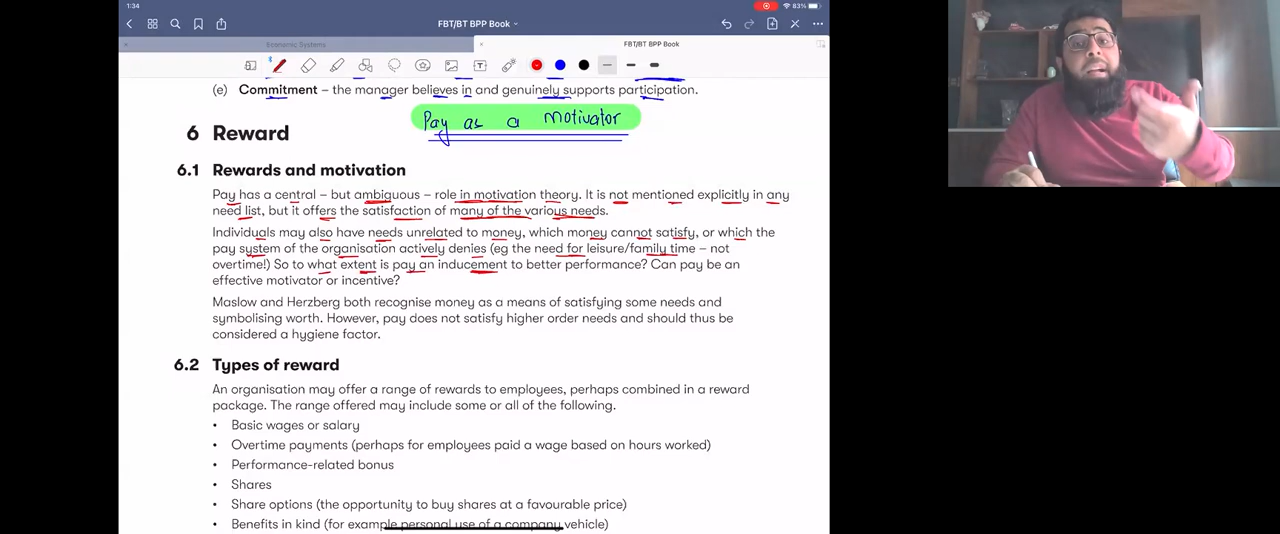 1:34
83%
FBT/BT BPP Book
Economic Systems
FBT/BT BPP Book
(e) Commitment – the manager believes in and genuinely supports participation.
Pay as a motivator
6 Reward
6.1 Rewards and motivation
Pay has a central – but ambiguous – role in motivation theory. It is not mentioned explicitly in any
need list, but it offers the satisfaction of many of the various needs.
Individuals may also have needs unrelated to money, which money cannot satisfy, or which the
pay system of the organisation actively denies (eg the need for leisure/family time – not
overtime!) So to what extent is pay an inducement to better performance? Can pay be an
effective motivator or incentive?
Maslow and Herzberg both recognise money as a means of satisfying some needs and
symbolising worth. However, pay does not satisfy higher order needs and should thus be
considered a hygiene factor.
6.2 Types of reward
An organisation may offer a range of rewards to employees, perhaps combined in a reward
package. The range offered may include some or all of the following.
• Basic wages or salary
• Overtime payments (perhaps for employees paid a wage based on hours worked)
• Performance-related bonus
• Shares
• Share options (the opportunity to buy shares at a favourable price)
• Benefits in kind (for example personal use of a company vehicle)